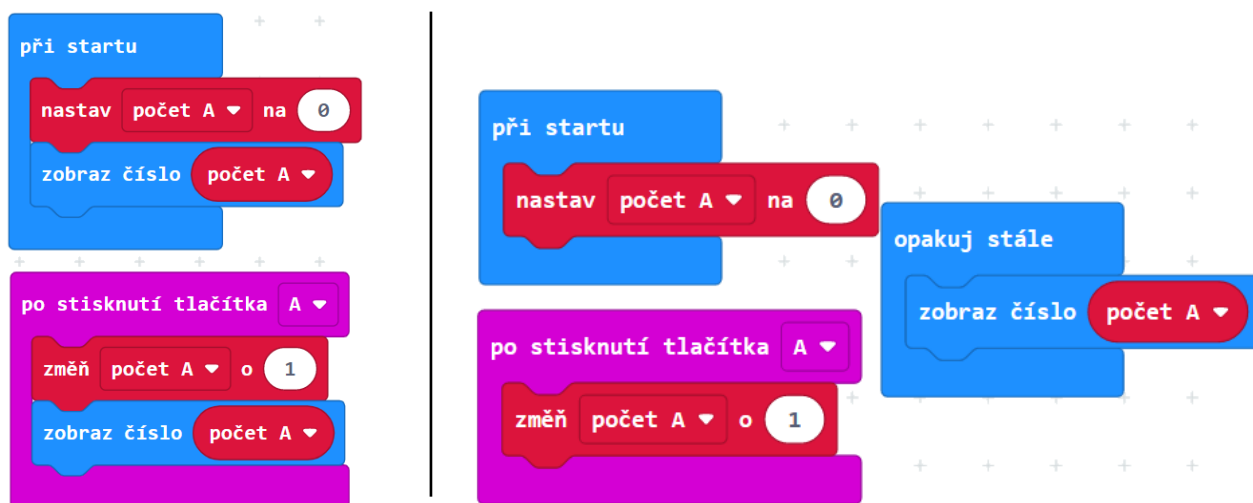 při startu
nastav počet A na 0
zobraz číslo počet A
po stisknutí tlačítka A
změň počet A o 1
zobraz číslo počet A
při startu
nastav počet A na 0
po stisknutí tlačítka A
změň počet A o 1
opakuj stále
zobraz číslo počet A